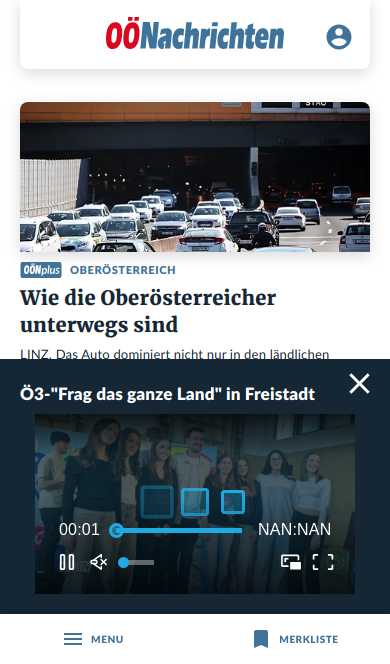 OÖNachrichten
STAU
OÖNplus OBERÖSTERREICH
Wie die Oberösterreicher
unterwegs sind
LINZ. Das Auto dominiert nicht nur in den ländlichen
Ö3-"Frag das ganze Land" in Freistadt
00:01 NAN:NAN
MENU MERKLISTE